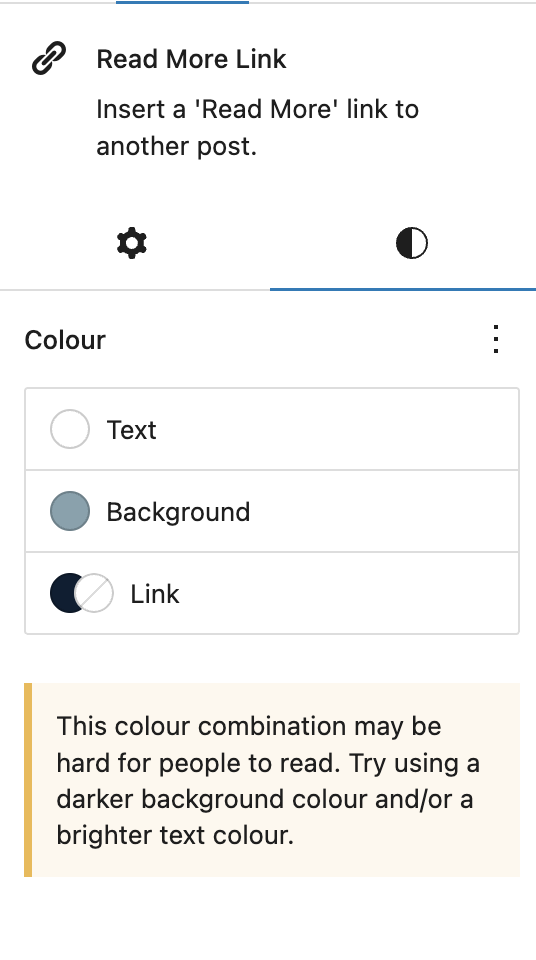 Read More Link
Insert a 'Read More' link to
another post.
Colour
Text
Background
Link
This colour combination may be
hard for people to read. Try using a
darker background colour and/or a
brighter text colour.